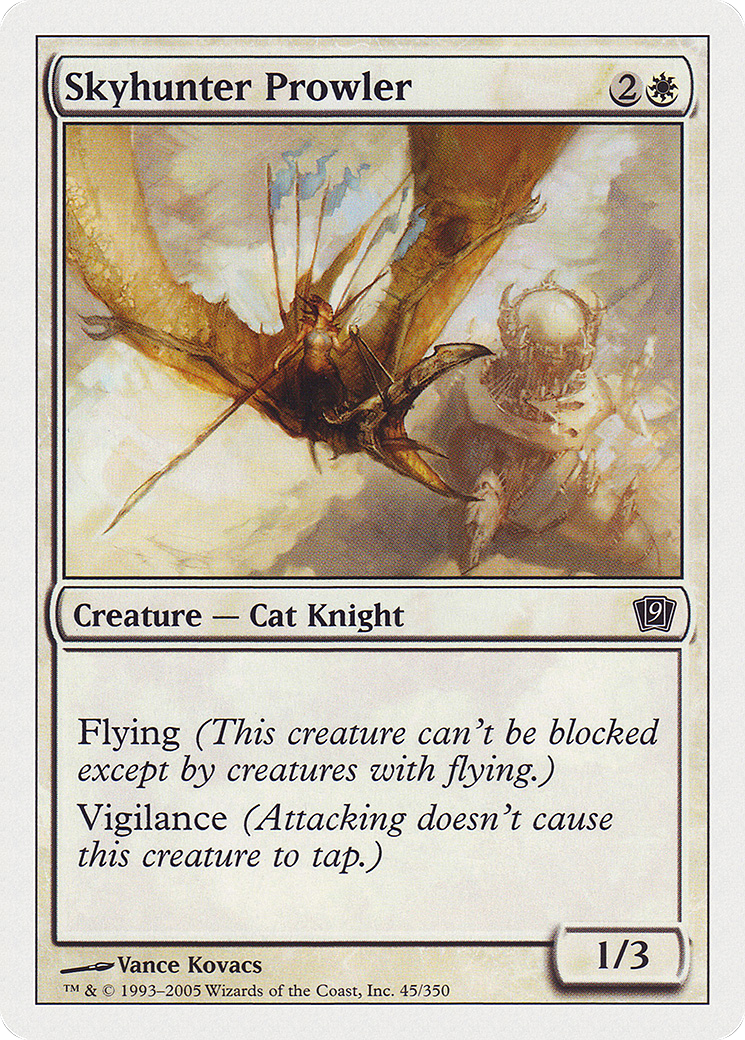 Skyhunter Prowler 2
Creature — Cat Knight 9
Flying (This creature can't be blocked
except by creatures with flying.)
Vigilance (Attacking doesn't cause
this creature to tap.)
1/3
Vance Kovacs
™ & © 1993–2005 Wizards of the Coast, Inc. 45/350